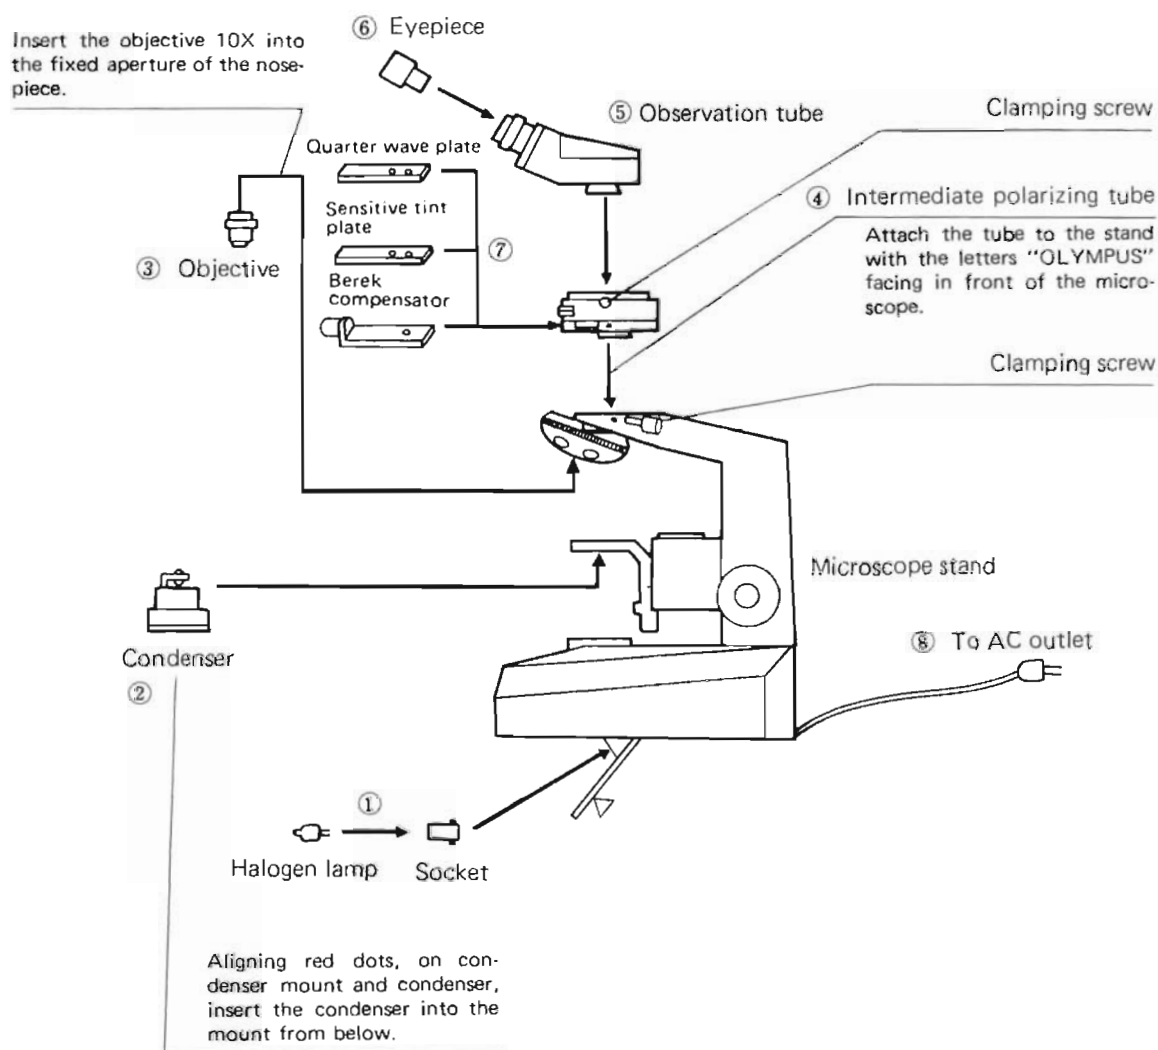 Insert the objective 10X into
the fixed aperture of the nose-
piece.
⑥ Eyepiece
⑤ Observation tube
Clamping screw
Quarter wave plate
④ Intermediate polarizing tube
Attach the tube to the stand
with the letters "OLYMPUS"
facing in front of the micro-
scope.
Sensitive tint
plate
⑦
③ Objective
Berek
compensator
Clamping screw
Microscope stand
Condenser
②
⑧ To AC outlet
①
Halogen lamp
Socket
Aligning red dots, on con-
denser mount and condenser,
insert the condenser into the
mount from below.